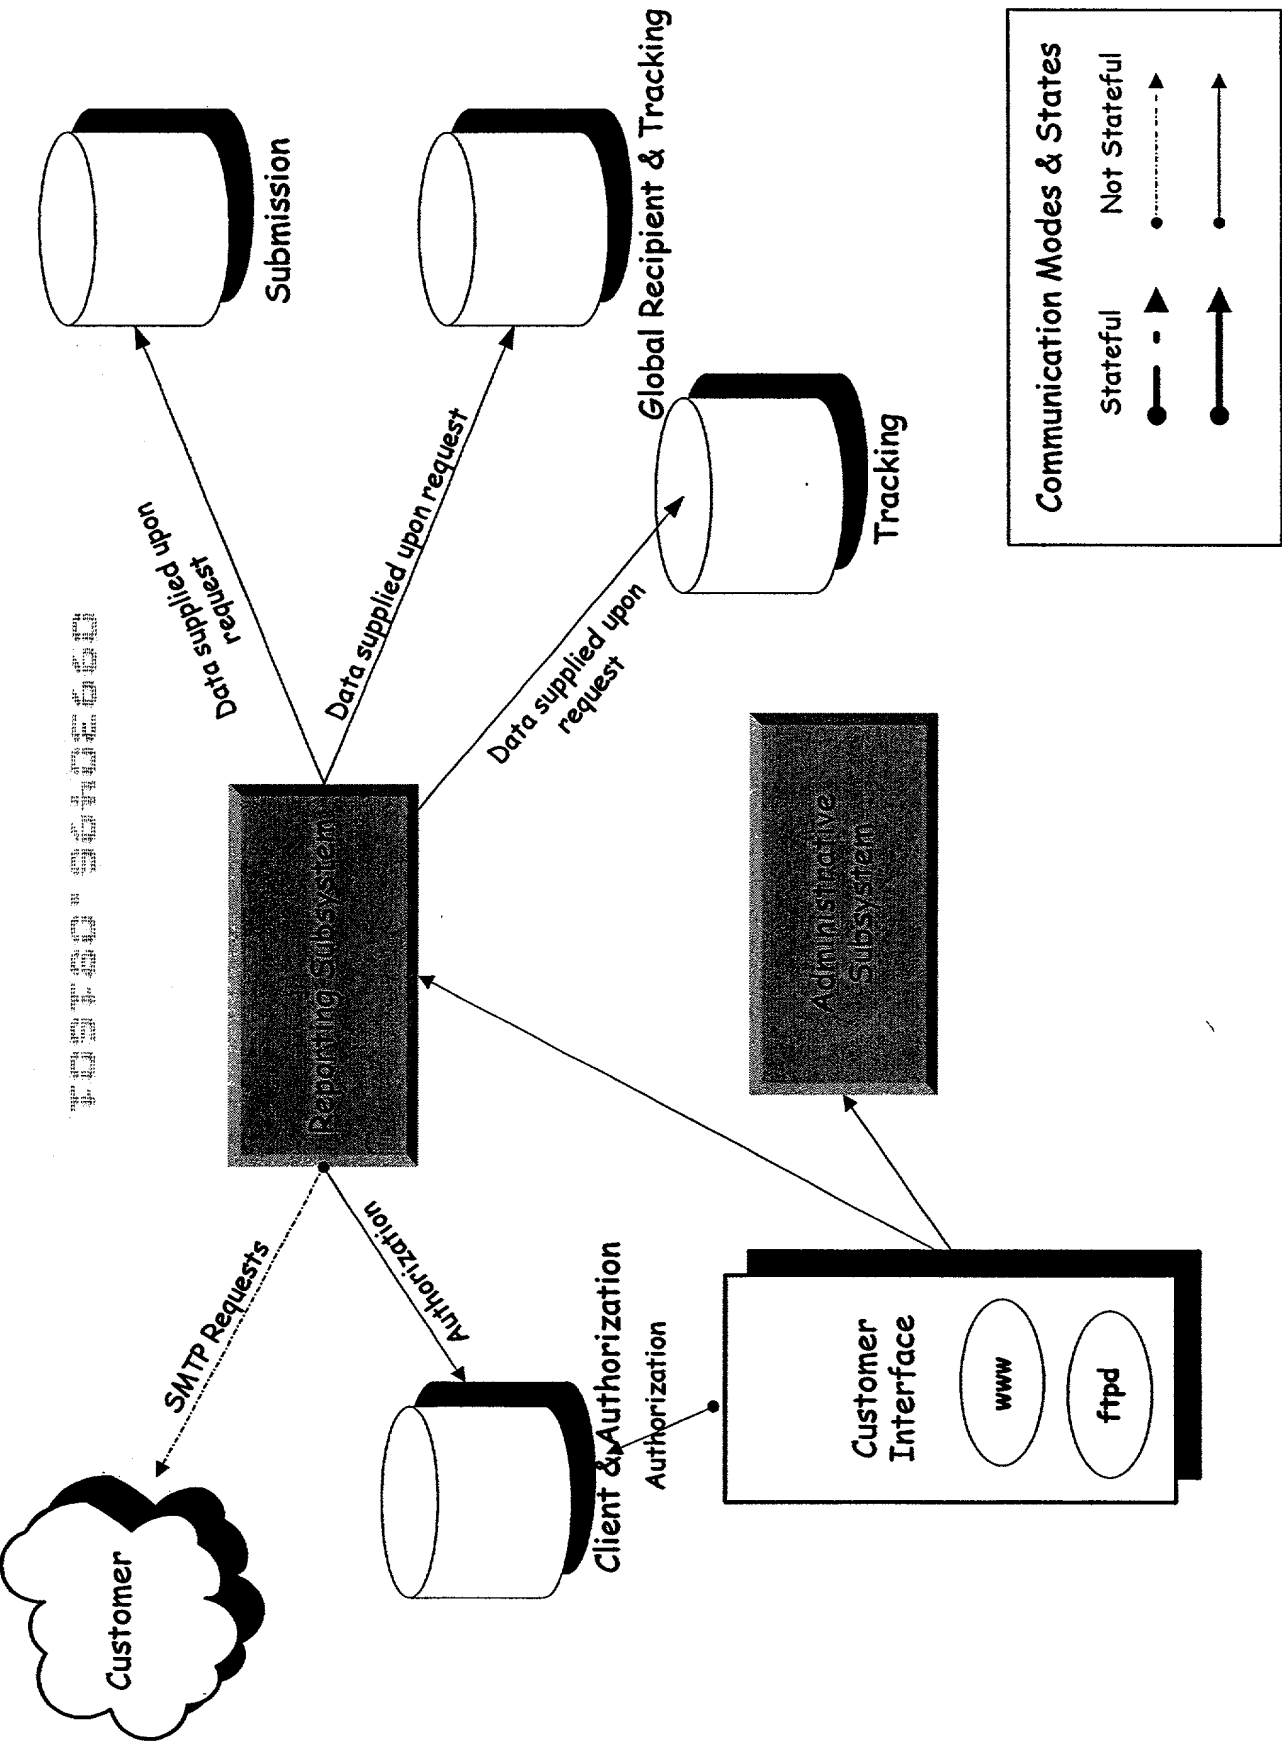 Customer
SMTP Requests
Authorization
Client & Authorization
Authorization
Customer
Interface
www
ftpd
Reporting Subsystem
Administrative
Subsystem
Data supplied upon
request
Data supplied upon request
Data supplied upon
request
Submission
Global Recipient & Tracking
Tracking
Communication Modes & States
Stateful
Not Stateful